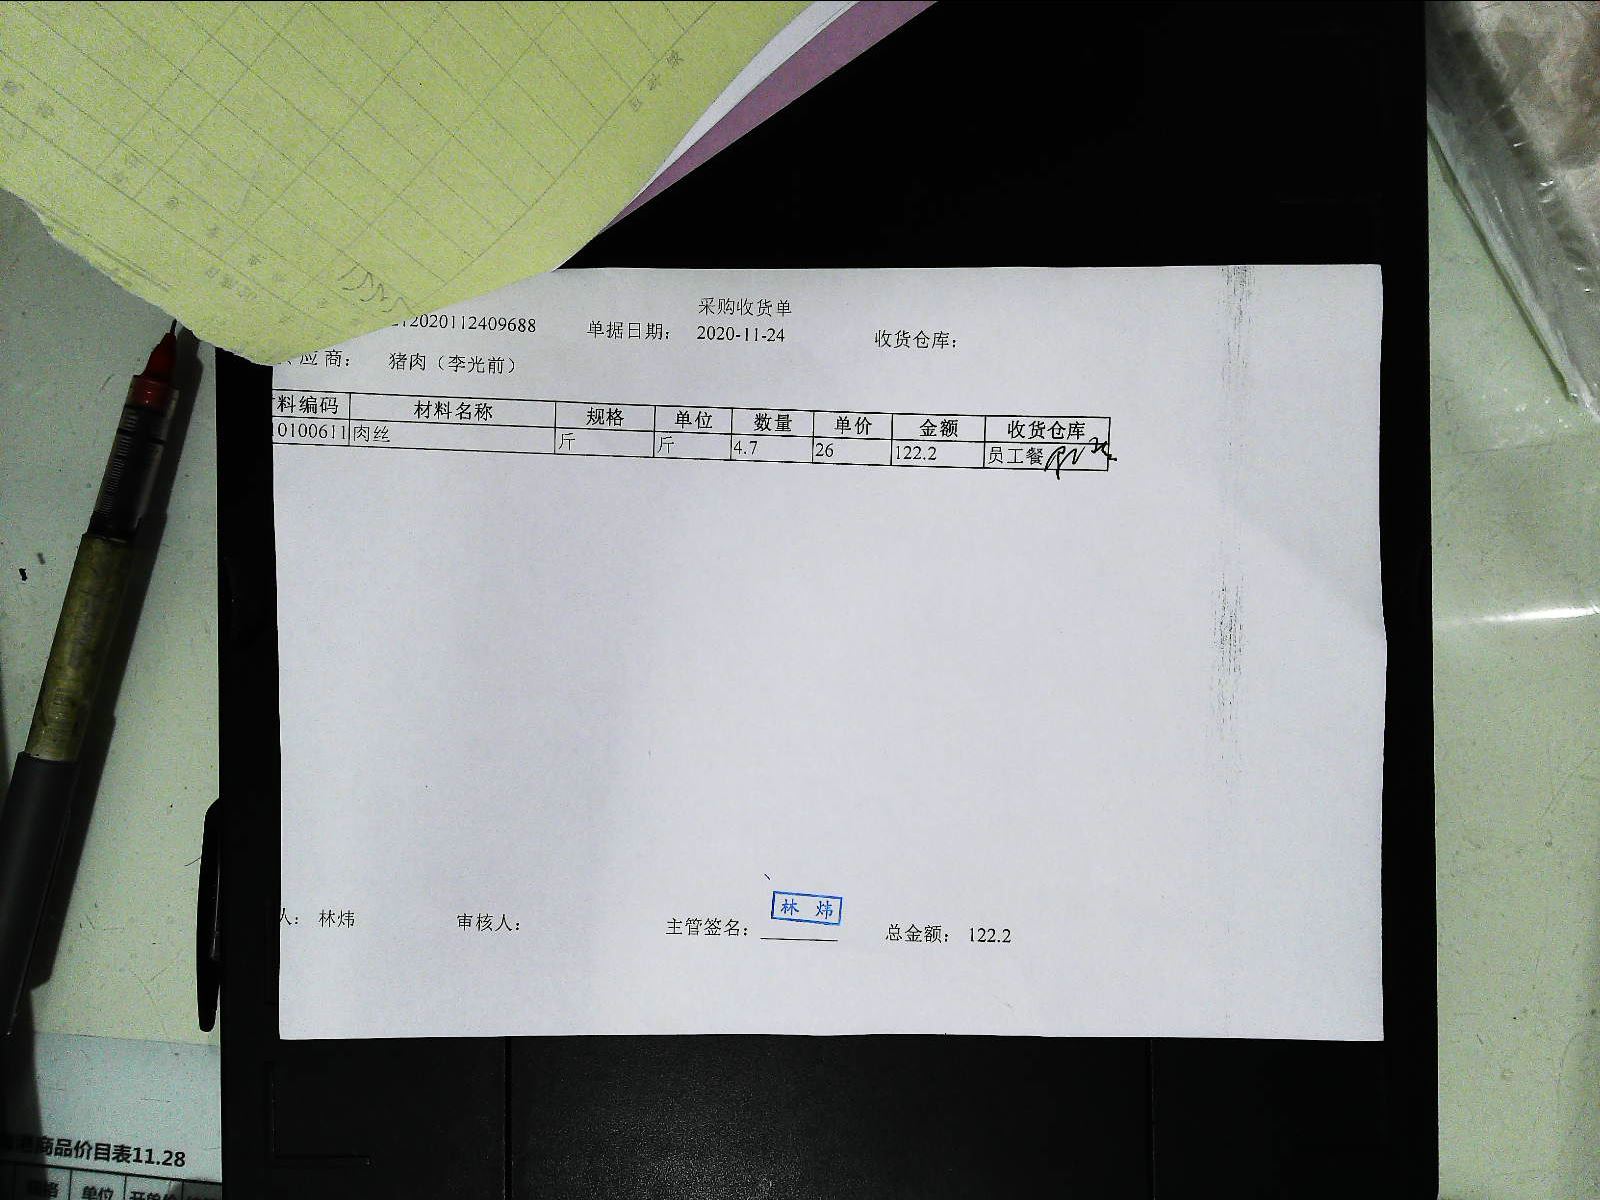 采购收货单
12020112409688 单据日期: 2020-11-24 收货仓库:
应商: 猪肉（李光前）
料编码 材料名称 规格 单位 数量 单价 金额 收货仓库
0100611 肉丝 斤 斤 4.7 26 122.2 员工餐
林 炜
人: 林炜 审核人: 主管签名: 总金额: 122.2
商品价目表11.28
单位